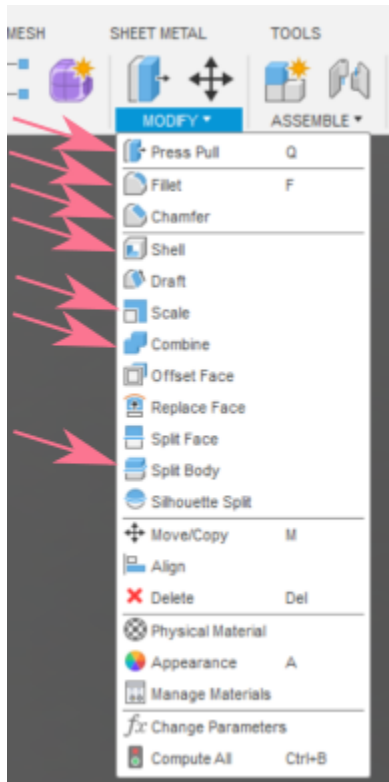 MESH SHEET METAL TOOLS
MODIFY ▾ ASSEMBLE ▾
Press Pull Q
Fillet F
Chamfer
Shell
Draft
Scale
Combine
Offset Face
Replace Face
Split Face
Split Body
Silhouette Split
Move/Copy M
Align
Delete Del
Physical Material
Appearance A
Manage Materials
fx Change Parameters
Compute All Ctrl+B